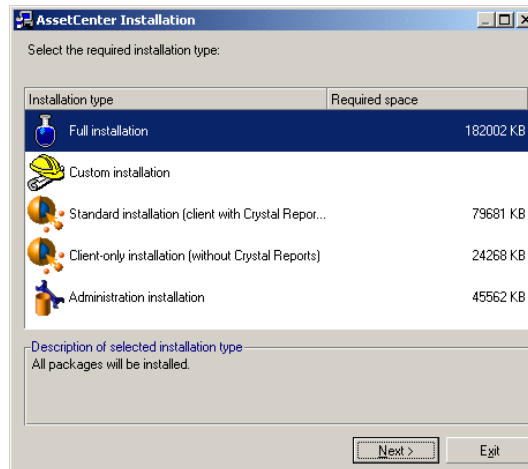 AssetCenter Installation
Select the required installation type:
Installation type Required space
Full installation 182002 KB
Custom installation
Standard installation (client with Crystal Repor... 79681 KB
Client-only installation (without Crystal Reports) 24268 KB
Administration installation 45562 KB
Description of selected installation type
All packages will be installed.
Next > Exit